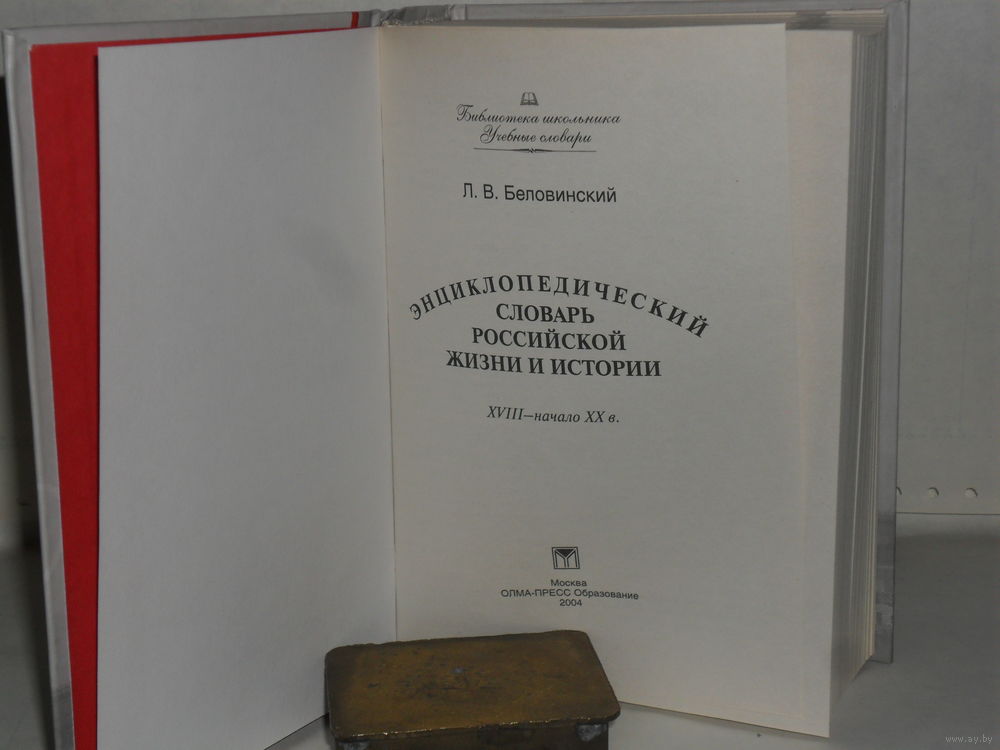 Библиотека школьника
Учебные словари
Л. В. Беловинский
ЭНЦИКЛОПЕДИЧЕСКИЙ
СЛОВАРЬ
РОССИЙСКОЙ
ЖИЗНИ И ИСТОРИИ
XVIII—начало XX в.
Москва
ОЛМА-ПРЕСС Образование
2004
www.ay.by